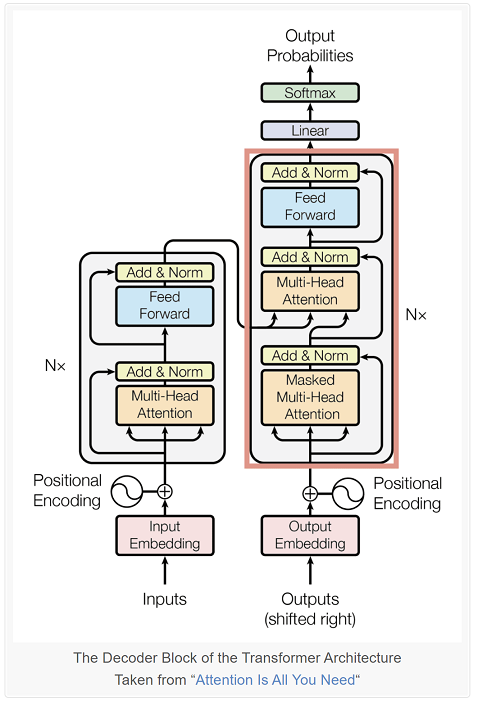 Output
Probabilities
Softmax
Linear
Add & Norm
Feed
Forward
Add & Norm
Multi-Head
Attention
Add & Norm
Masked
Multi-Head
Attention
N×
Add & Norm
Feed
Forward
N×
Add & Norm
Multi-Head
Attention
Positional
Encoding
Positional
Encoding
Input
Embedding
Output
Embedding
Inputs
Outputs
(shifted right)
The Decoder Block of the Transformer Architecture
Taken from “Attention Is All You Need“